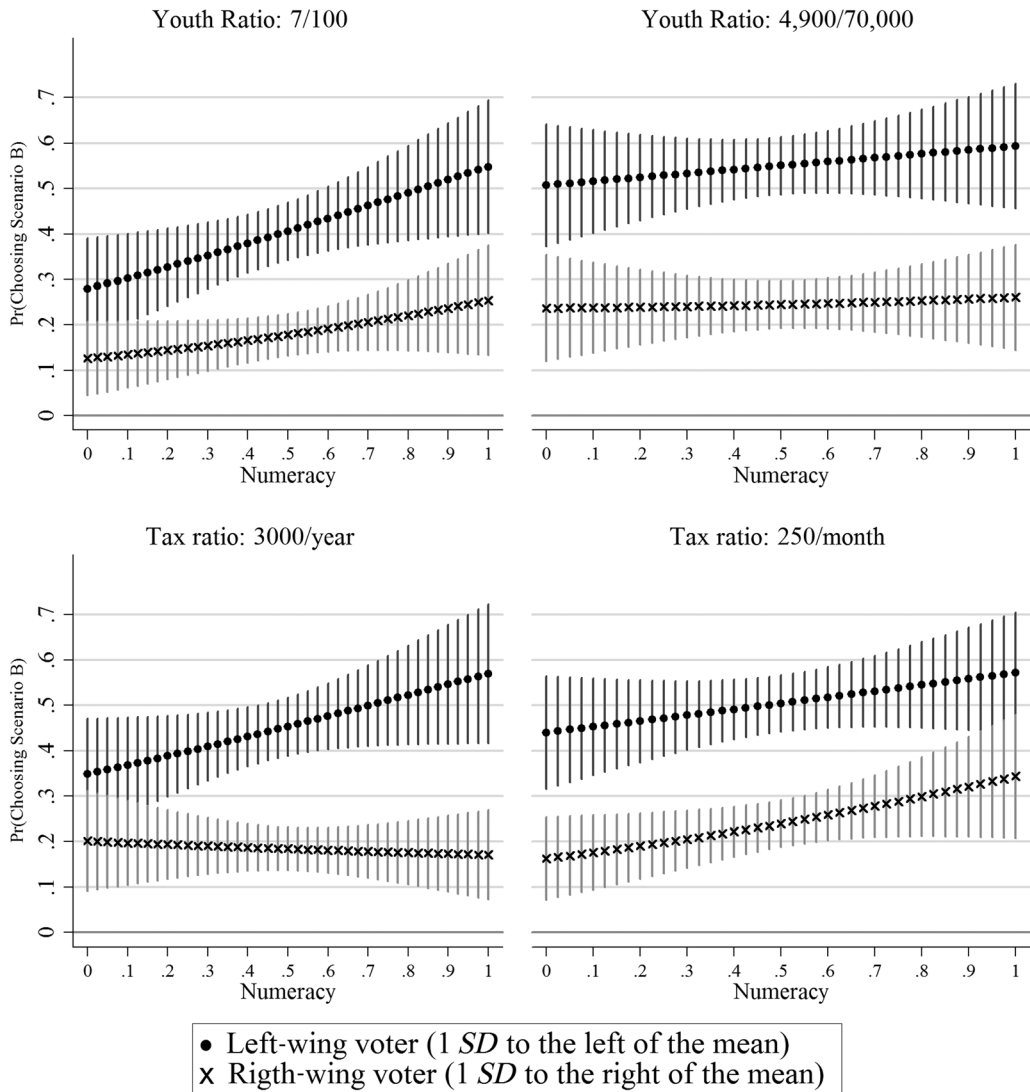 Youth Ratio: 7/100
Youth Ratio: 4,900/70,000
Pr(Choosing Scenario B)
.7
.6
.5
.4
.3
.2
.1
0
0 .1 .2 .3 .4 .5 .6 .7 .8 .9 1
0 .1 .2 .3 .4 .5 .6 .7 .8 .9 1
Numeracy
Numeracy
Tax ratio: 3000/year
Tax ratio: 250/month
Pr(Choosing Scenario B)
.7
.6
.5
.4
.3
.2
.1
0
0 .1 .2 .3 .4 .5 .6 .7 .8 .9 1
0 .1 .2 .3 .4 .5 .6 .7 .8 .9 1
Numeracy
Numeracy
Left-wing voter (1 SD to the left of the mean)
Rigth-wing voter (1 SD to the right of the mean)